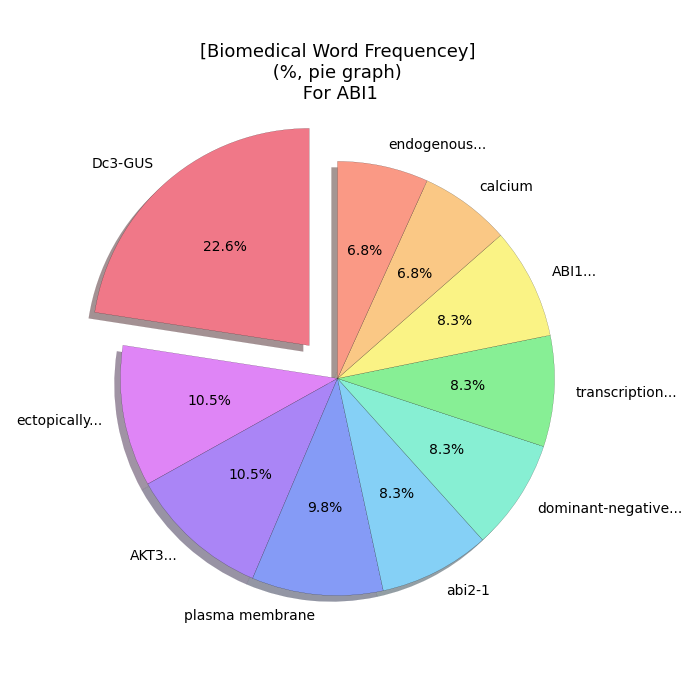 [Biomedical Word Frequencey]
(%, pie graph)
For ABI1
endogenous...
calcium
Dc3-GUS
22.6%
6.8%
6.8%
ABI1...
8.3%
8.3%
transcription...
10.5%
ectopically...
8.3%
10.5%
8.3%
9.8%
dominant-negative...
AKT3...
abi2-1
plasma membrane